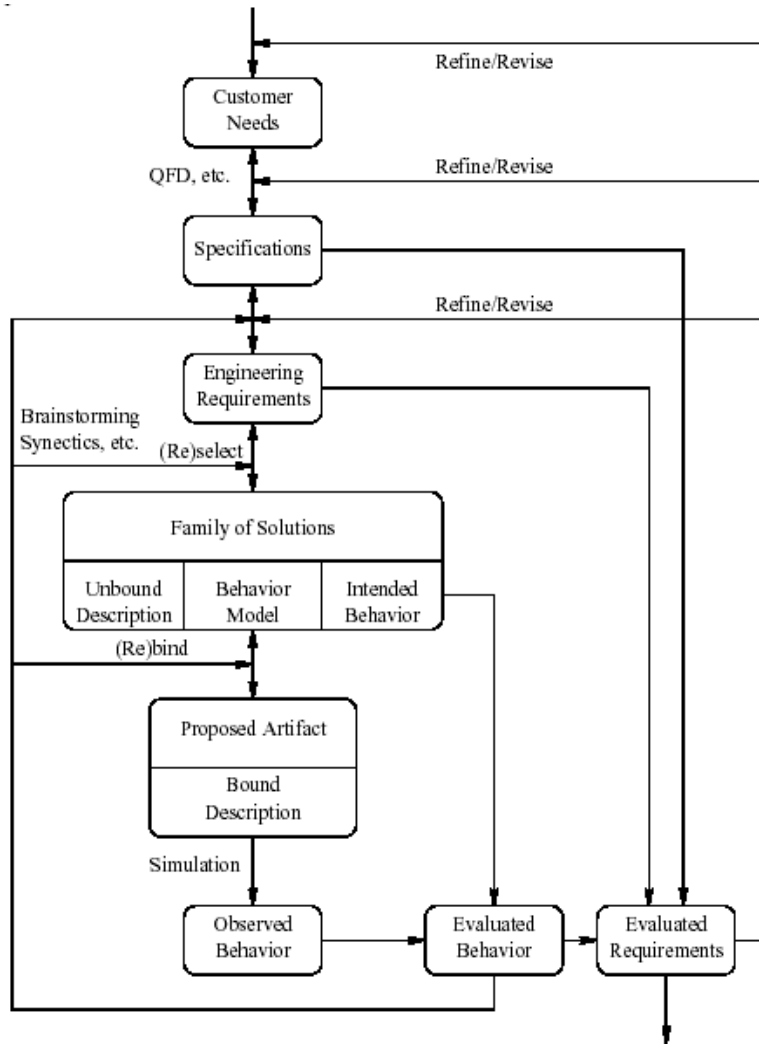 Refine/Revise
Customer
Needs
QFD, etc.
Refine/Revise
Specifications
Refine/Revise
Engineering
Requirements
Brainstorming
Synectics, etc.
(Re)select
Family of Solutions
Unbound
Description
Behavior
Model
Intended
Behavior
(Re)bind
Proposed Artifact
Bound
Description
Simulation
Observed
Behavior
Evaluated
Behavior
Evaluated
Requirements